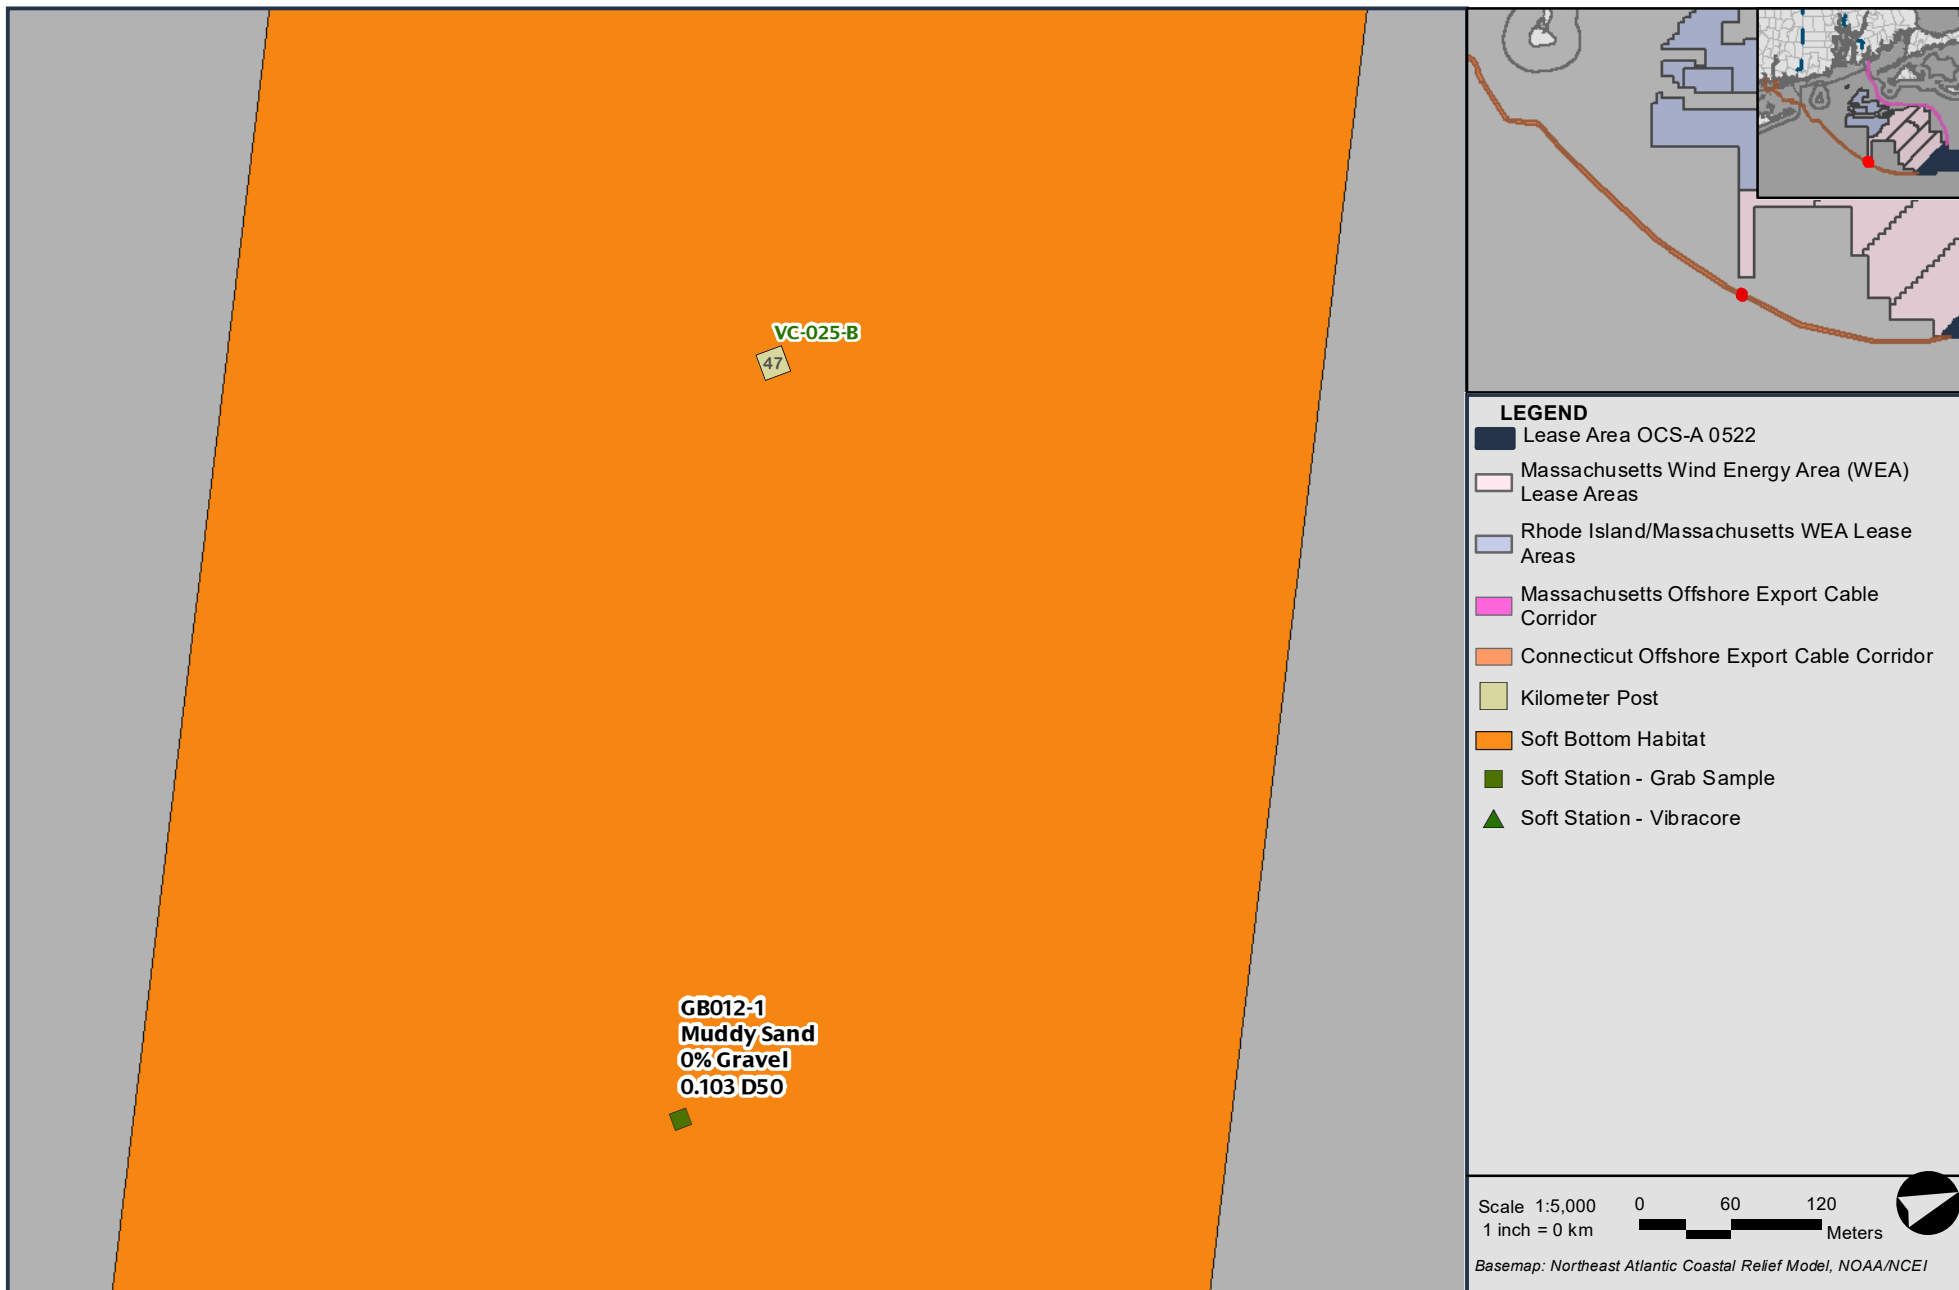 VC-025-B
47
GB012-1
Muddy Sand
0% Gravel
0.103 D50
LEGEND
Lease Area OCS-A 0522
Massachusetts Wind Energy Area (WEA)
Lease Areas
Rhode Island/Massachusetts WEA Lease
Areas
Massachusetts Offshore Export Cable
Corridor
Connecticut Offshore Export Cable Corridor
Kilometer Post
Soft Bottom Habitat
Soft Station - Grab Sample
Soft Station - Vibracore
Scale 1:5,000
1 inch = 0 km
0 60 120
Meters
Basemap: Northeast Atlantic Coastal Relief Model, NOAA/NCEI